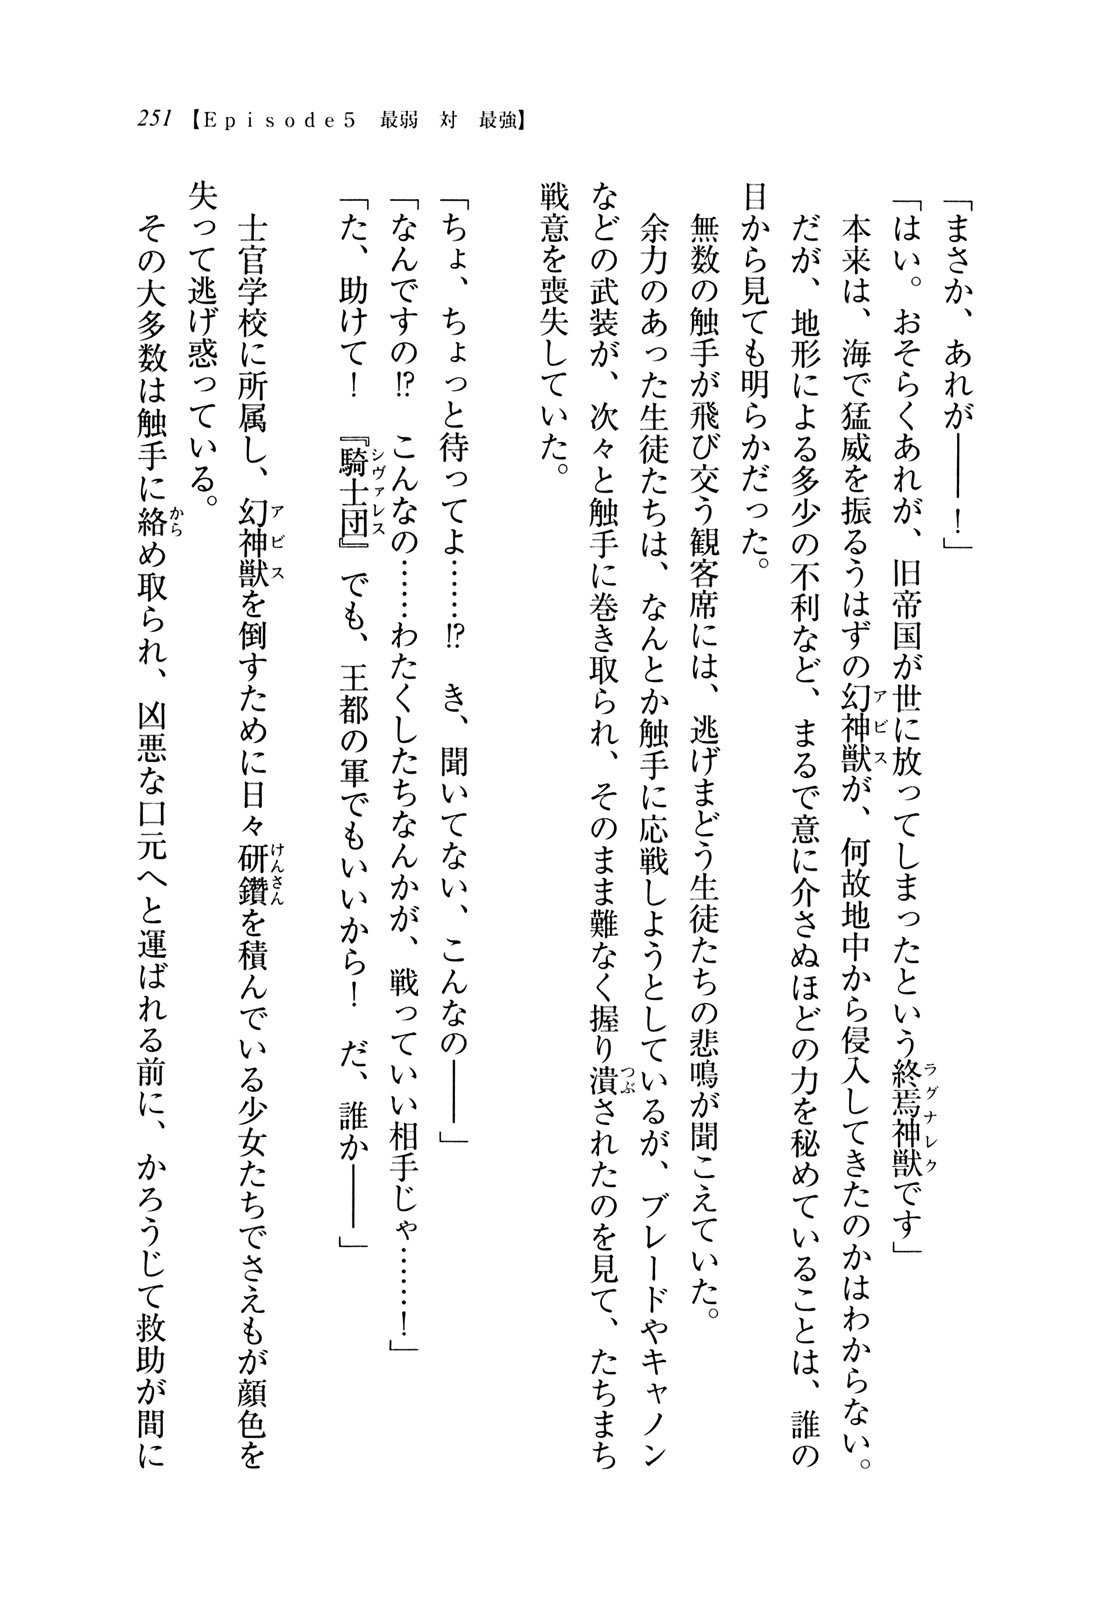 251 【Episode5　最弱　対　最強】
「まさか、あれが――！」
「はい。おそらくあれが、旧帝国が世に放ってしまったという終焉神獣です」
本来は、海で猛威を振るうはずの幻神獣が、何故地中から侵入してきたのかはわからない。
だが、地形による多少の不利など、まるで意に介さぬほどの力を秘めていることは、誰の
目から見ても明らかだった。
無数の触手が飛び交う観客席には、逃げまどう生徒たちの悲鳴が聞こえていた。
余力のあった生徒たちは、なんとか触手に応戦しようとしているが、ブレードやキャノン
などの武装が、次々と触手に巻き取られ、そのまま難なく握り潰されたのを見て、たちまち
戦意を喪失していた。
「ちょ、ちょっと待ってよ……!?　き、聞いてない、こんなの――」
「なんですの!?　こんなの……わたくしたちなんかが、戦っていい相手じゃ……！」
「た、助けて！　『騎士団』でも、王都の軍でもいいから！　だ、誰か――」
士官学校に所属し、幻神獣を倒すために日々研鑽を積んでいる少女たちでさえもが顔色を
失って逃げ惑っている。
その大多数は触手に絡め取られ、凶悪な口元へと運ばれる前に、かろうじて救助が間に
ラグナレク
アビス
つぶ
シヴァレス
アビス
けんさん
から